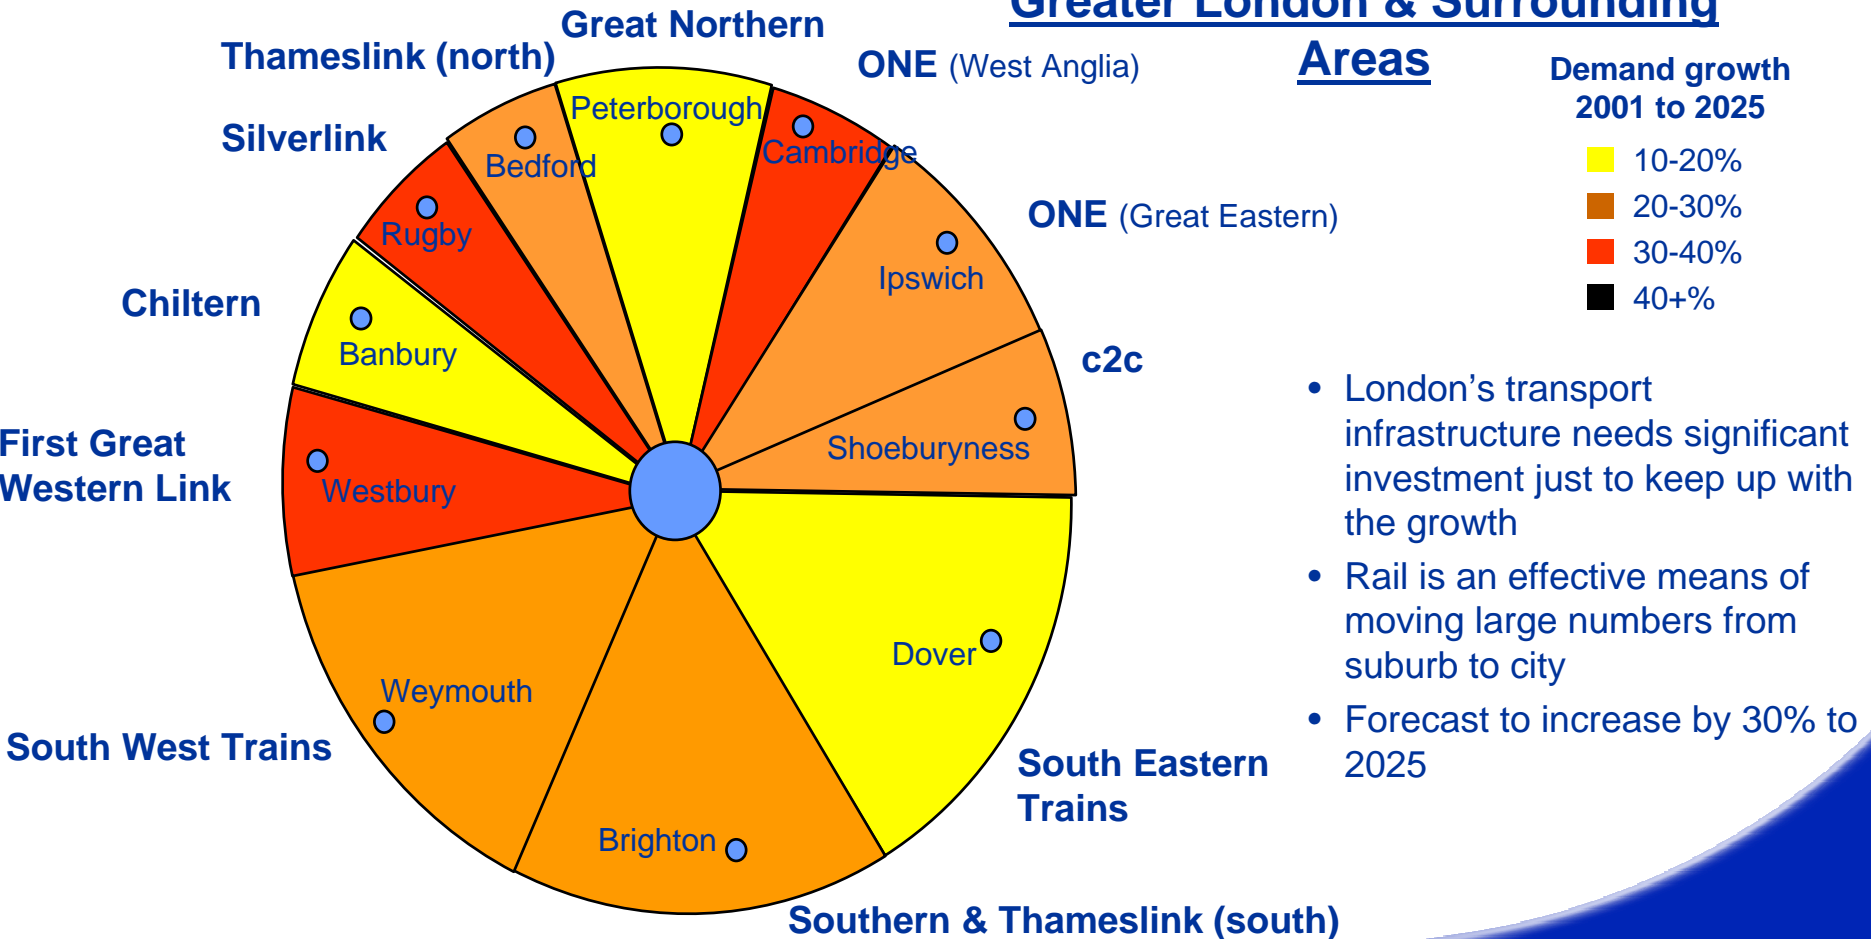 Greater London & Surrounding
Areas
Great Northern
Thameslink (north)
ONE (West Anglia)
Demand growth
2001 to 2025
Peterborough
Silverlink
Bedford
Cambridge
10-20%
20-30%
30-40%
40+%
Rugby
ONE (Great Eastern)
Ipswich
Chiltern
Banbury
c2c
Shoeburyness
First Great
Western Link
Westbury
• London’s transport
infrastructure needs significant
investment just to keep up with
the growth
• Rail is an effective means of
moving large numbers from
suburb to city
• Forecast to increase by 30% to
2025
Dover
Weymouth
South West Trains
South Eastern
Trains
Brighton
Southern & Thameslink (south)